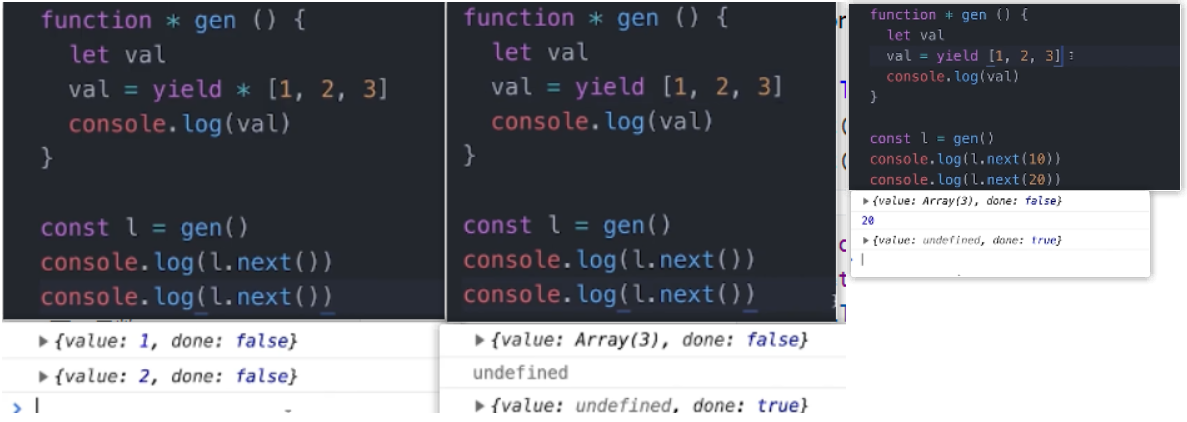 function * gen () {
let val
val = yield * [1, 2, 3]
console.log(val)
}
const l = gen()
console.log(l.next())
console.log(l.next())
▶ {value: 1, done: false}
▶ {value: 2, done: false}
>
function * gen () {
let val
val = yield [1, 2, 3]
console.log(val)
}
const l = gen()
console.log(l.next())
console.log(l.next())
▶ {value: Array(3), done: false}
undefined
▶ {value: undefined, done: true}
function * gen () {
let val
val = yield [1, 2, 3]
console.log(val)
}
const l = gen()
console.log(l.next(10))
console.log(l.next(20))
▶ {value: Array(3), done: false}
20
▶ {value: undefined, done: true}